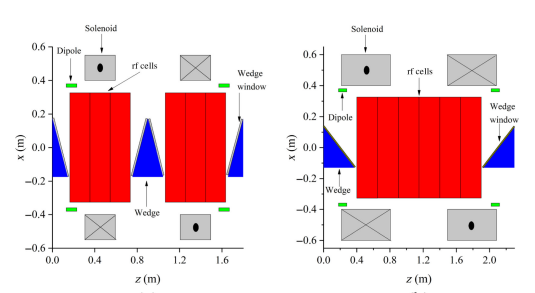 Solenoid
Dipole
rf cells
Wedge
window
Wedge
0.6
0.4
0.2
0.0
−0.2
−0.4
−0.6
x (m)
0.0 0.4 0.8 1.2 1.6
z (m)
Solenoid
rf cells
Dipole
Wedge
window
Wedge
0.6
0.4
0.2
0.0
−0.2
−0.4
−0.6
x (m)
0.0 0.4 0.8 1.2 1.6 2.0
z (m)